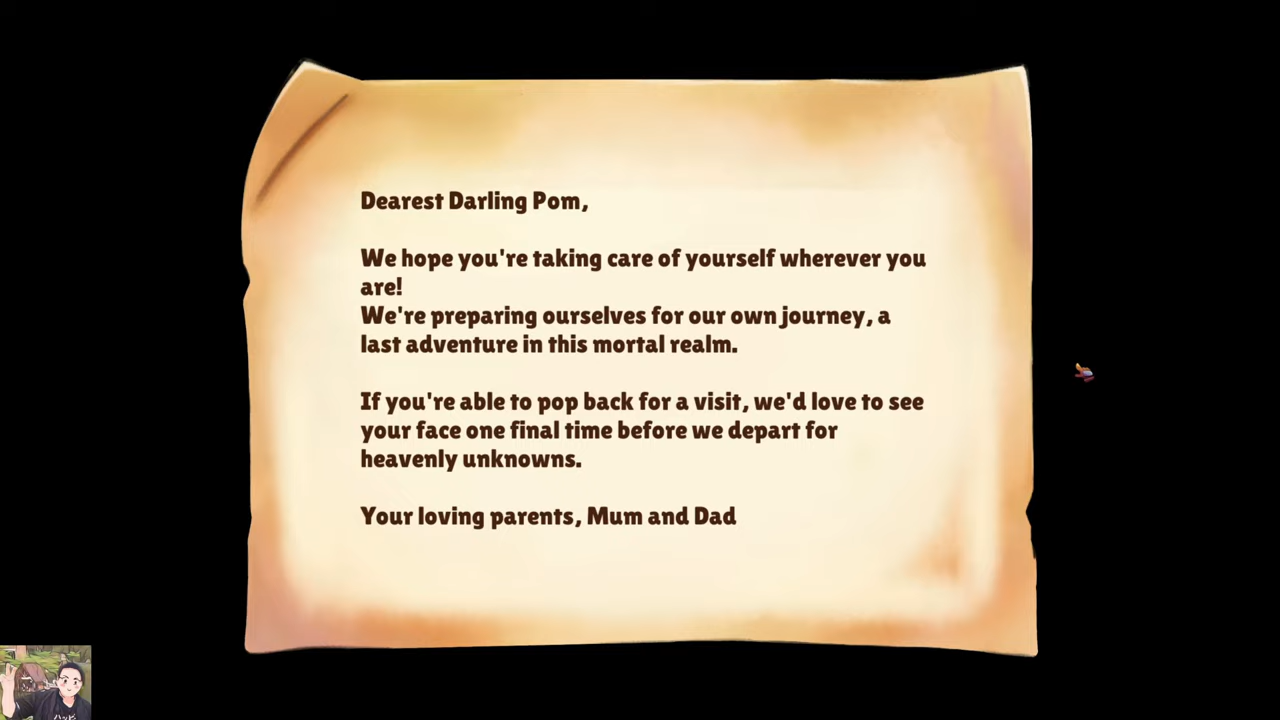 Dearest Darling Pom,
We hope you're taking care of yourself wherever you
are!
We're preparing ourselves for our own journey, a
last adventure in this mortal realm.
If you're able to pop back for a visit, we'd love to see
your face one final time before we depart for
heavenly unknowns.
Your loving parents, Mum and Dad